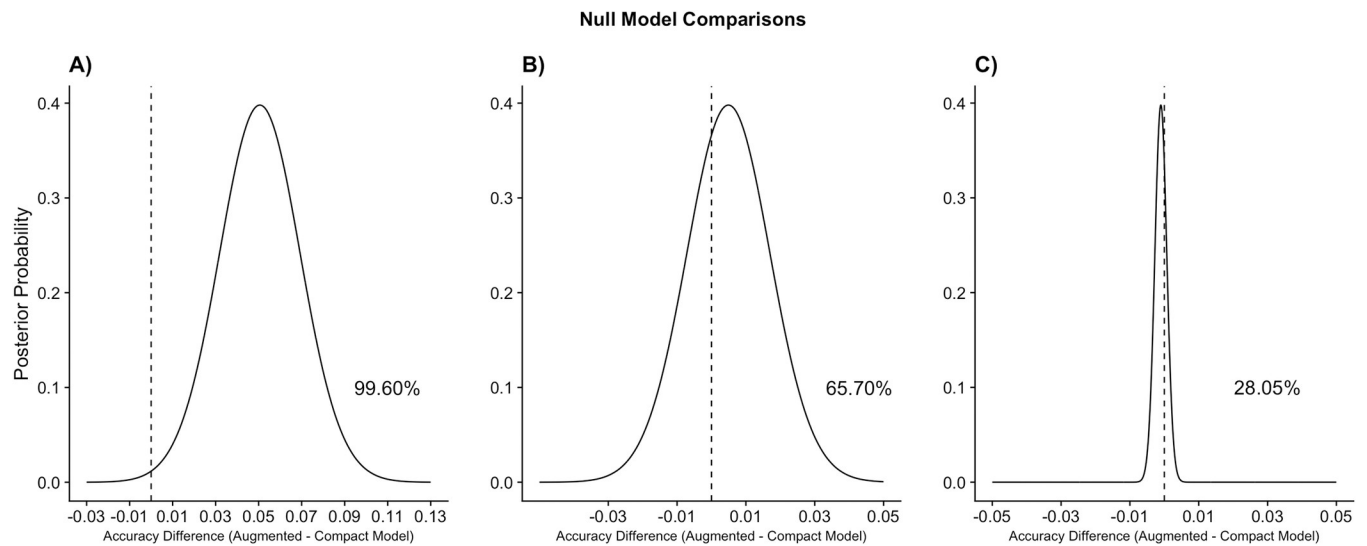 Null Model Comparisons
A)
B)
C)
Posterior Probability
0.4
0.3
0.2
0.1
0.0
99.60%
-0.03 -0.01 0.01 0.03 0.05 0.07 0.09 0.11 0.13
Accuracy Difference (Augmented - Compact Model)
0.4
0.3
0.2
0.1
0.0
65.70%
-0.03 -0.01 0.01 0.03 0.05
Accuracy Difference (Augmented - Compact Model)
0.4
0.3
0.2
0.1
0.0
28.05%
-0.05 -0.03 -0.01 0.01 0.03 0.05
Accuracy Difference (Augmented - Compact Model)